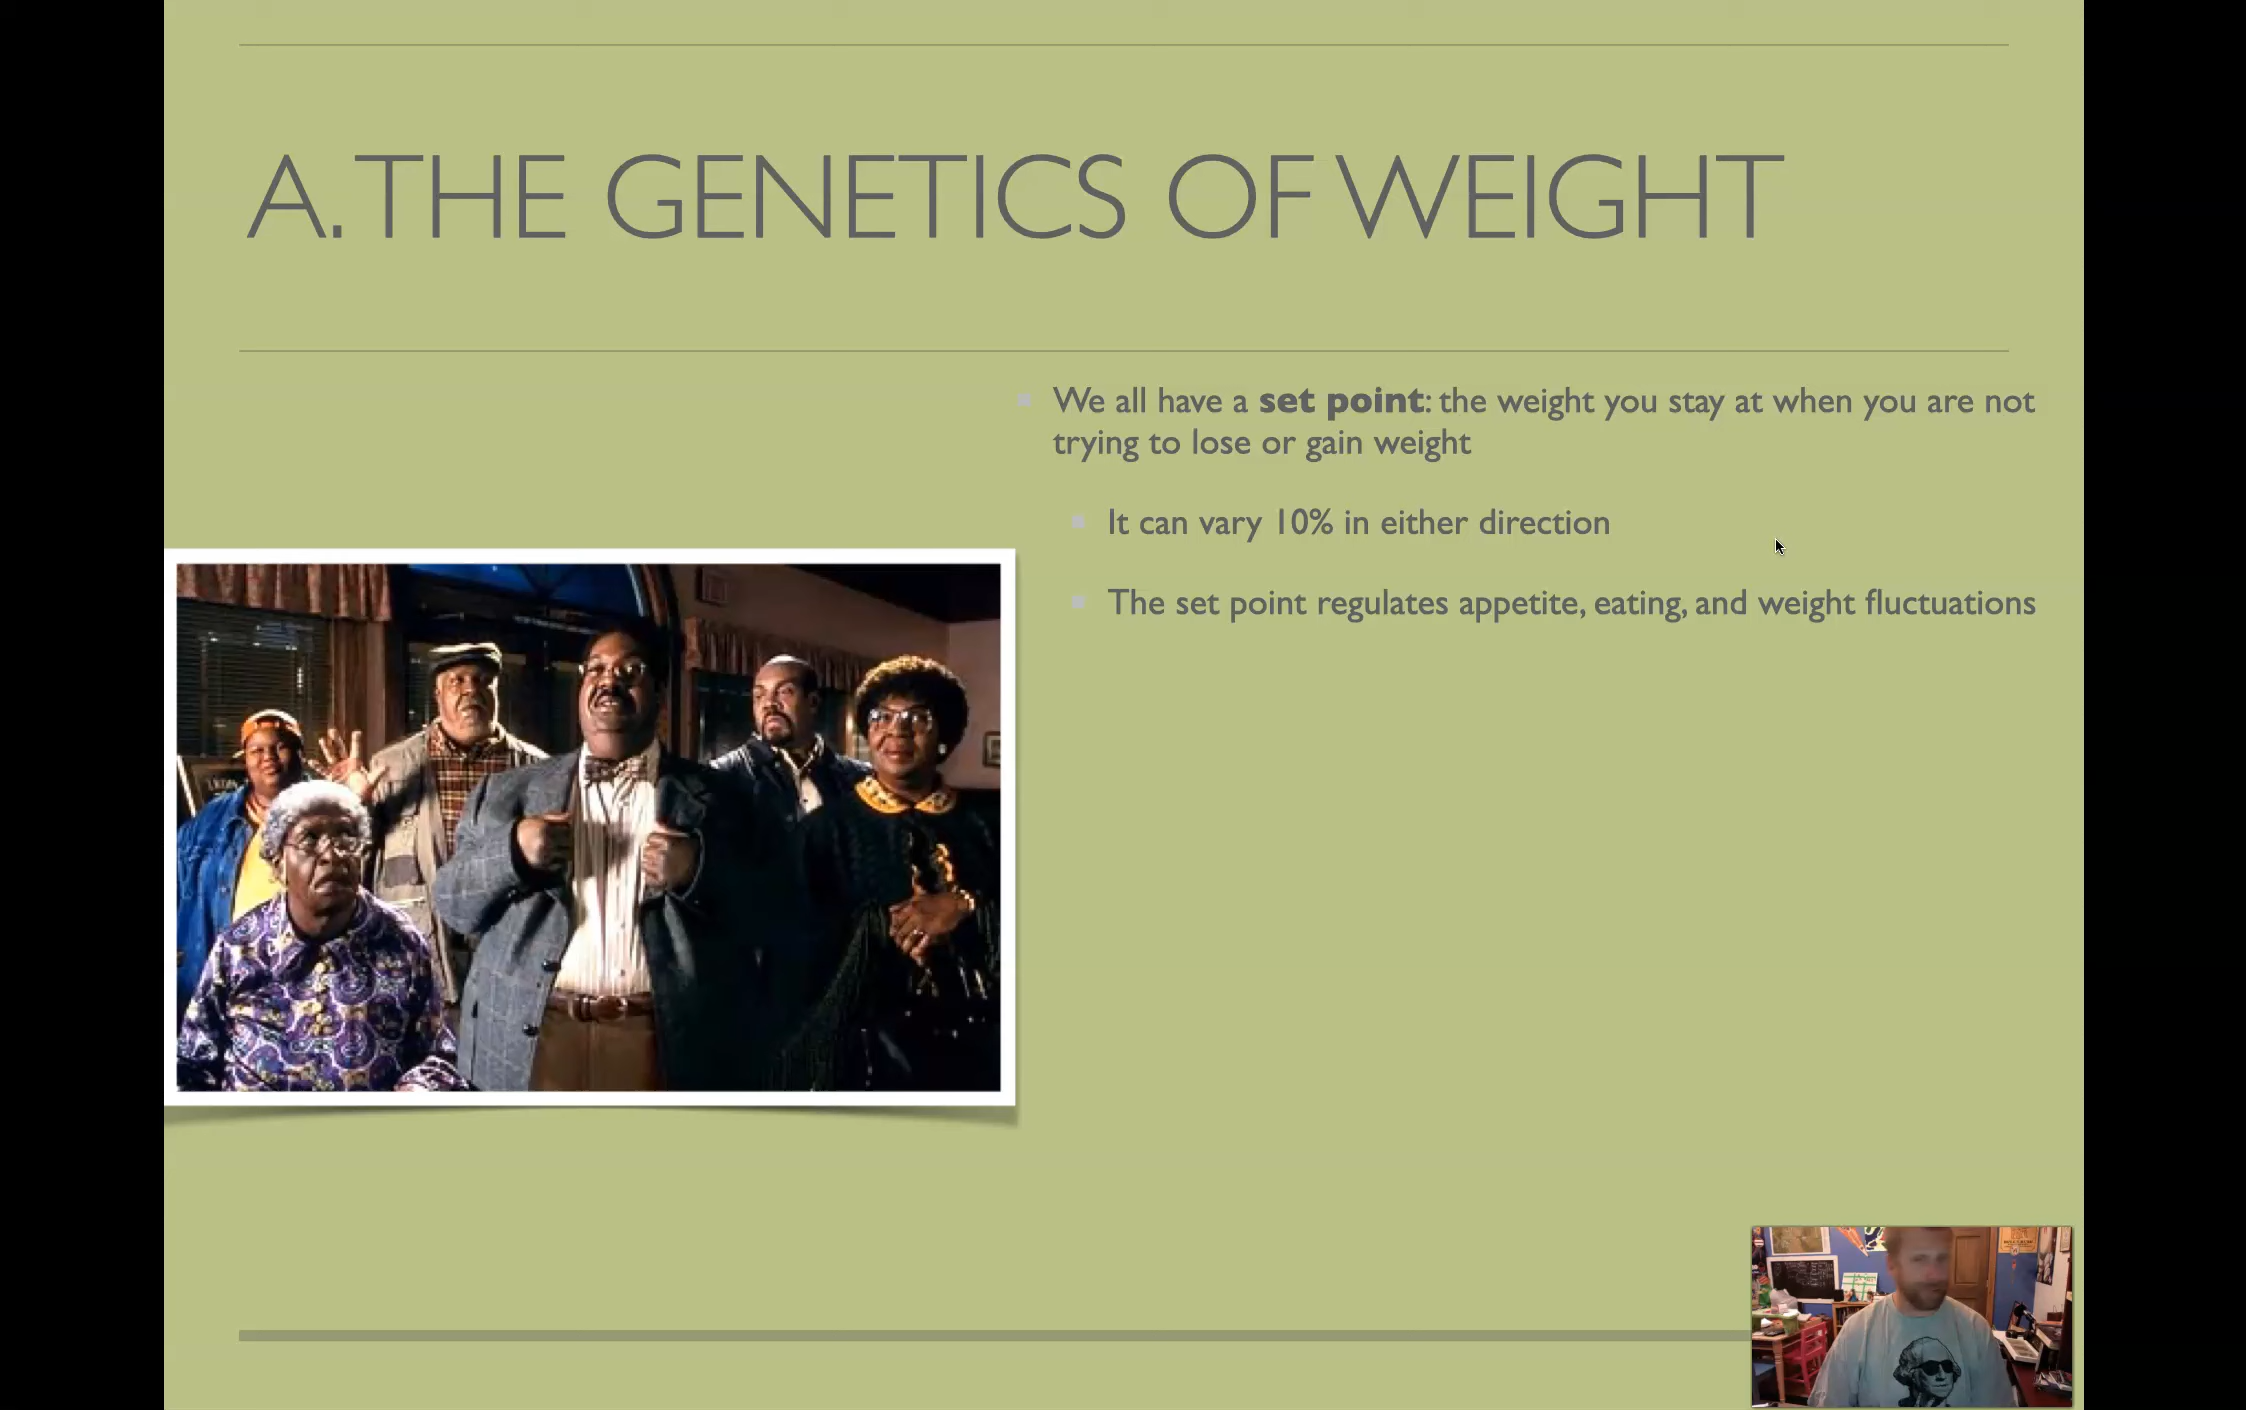 A. THE GENETICS OF WEIGHT
We all have a set point: the weight you stay at when you are not
trying to lose or gain weight
It can vary 10% in either direction
The set point regulates appetite, eating, and weight fluctuations